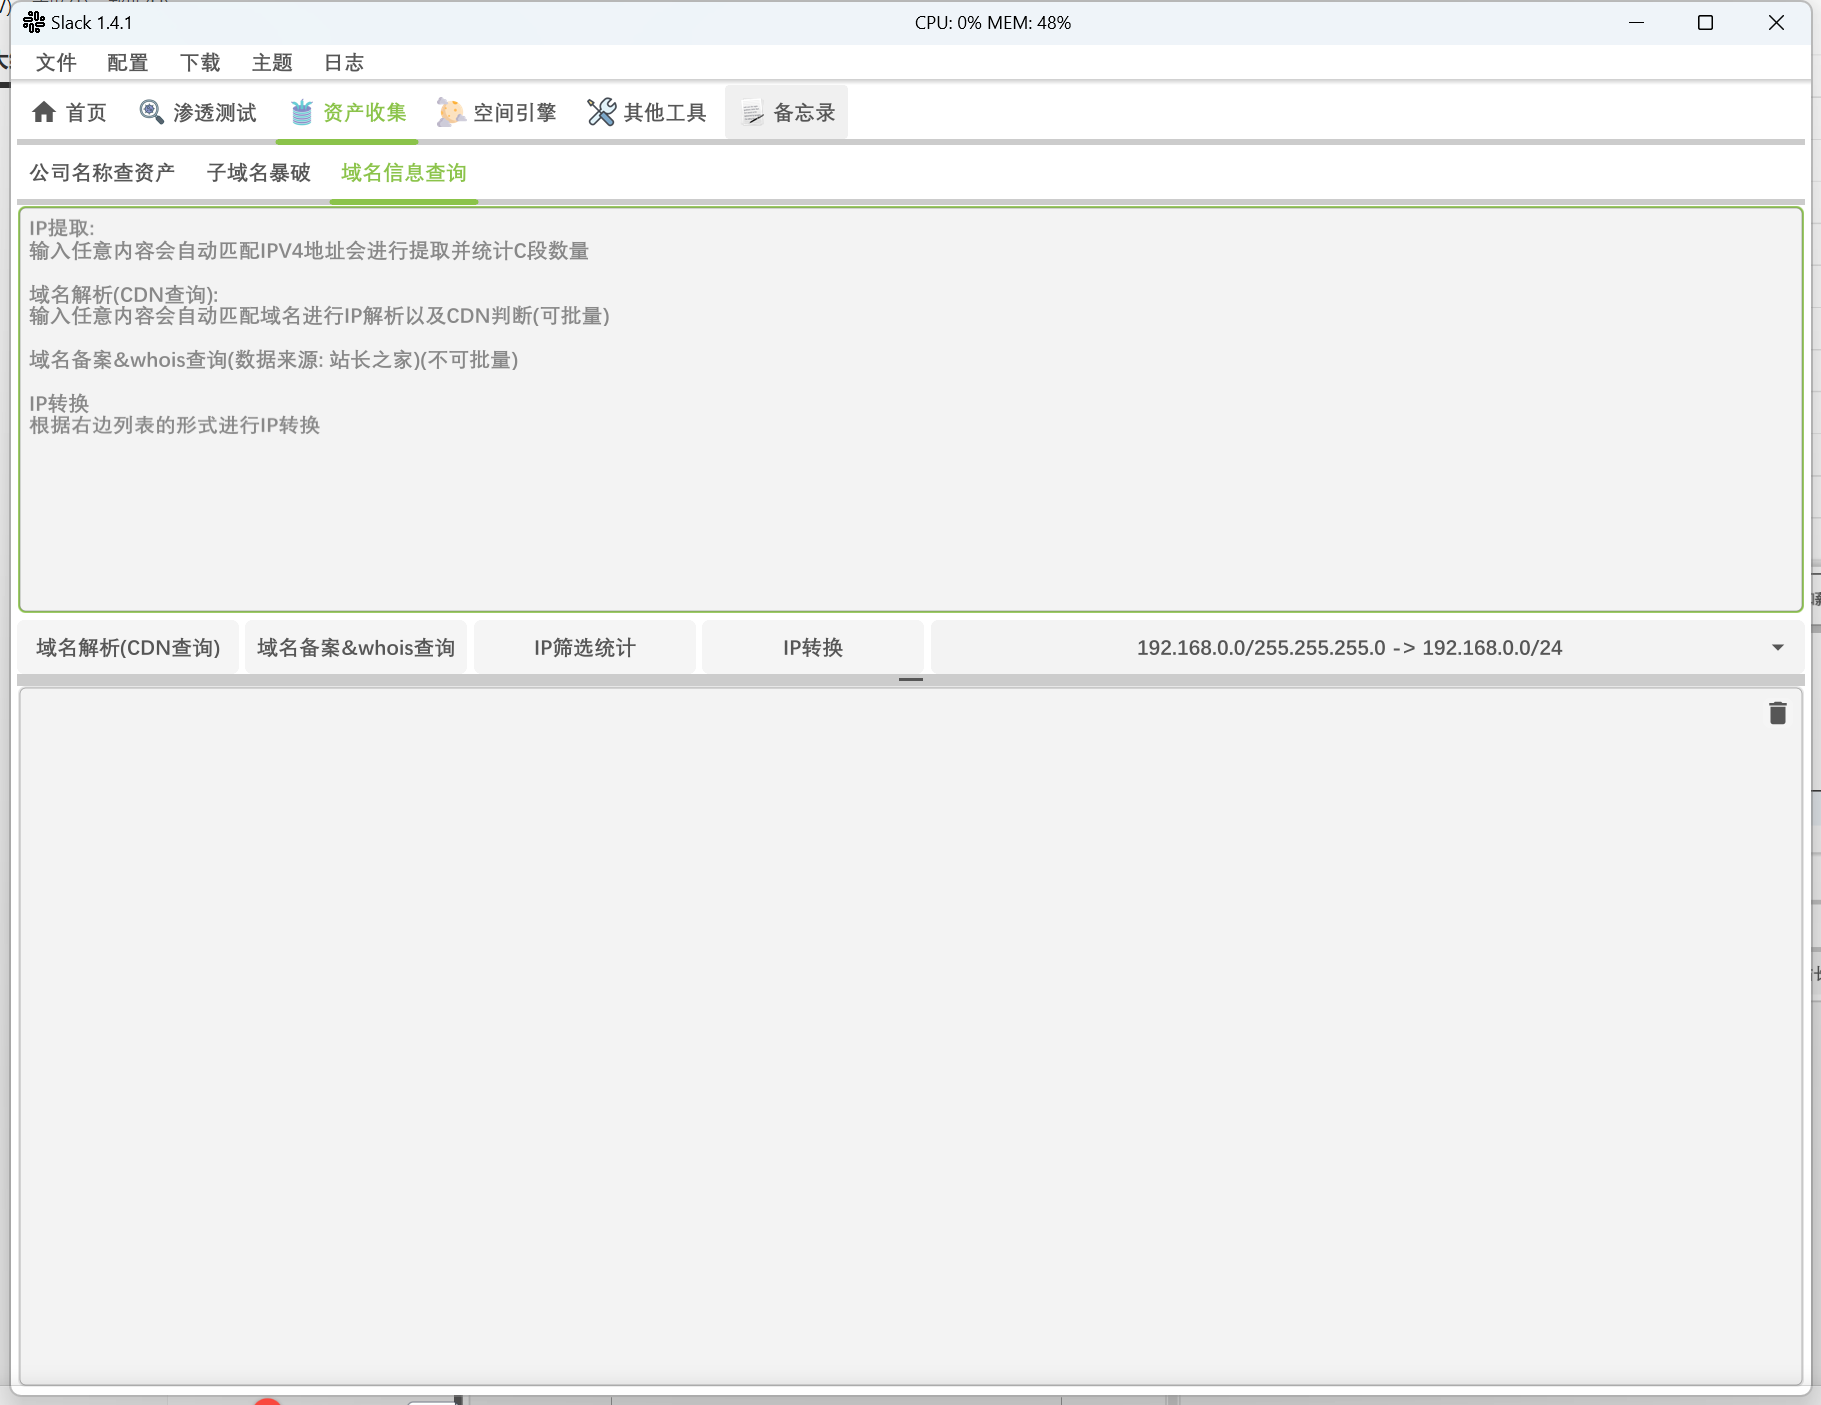 Slack 1.4.1
CPU: 0% MEM: 48%
文件 配置 下载 主题 日志
首页 渗透测试 资产收集 空间引擎 其他工具 备忘录
公司名称查资产 子域名暴破 域名信息查询
IP提取:
输入任意内容会自动匹配IPV4地址会进行提取并统计C段数量
域名解析(CDN查询):
输入任意内容会自动匹配域名进行IP解析以及CDN判断(可批量)
域名备案&whois查询(数据来源: 站长之家)(不可批量)
IP转换
根据右边列表的形式进行IP转换
域名解析(CDN查询) 域名备案&whois查询 IP筛选统计 IP转换 192.168.0.0/255.255.255.0 -> 192.168.0.0/24